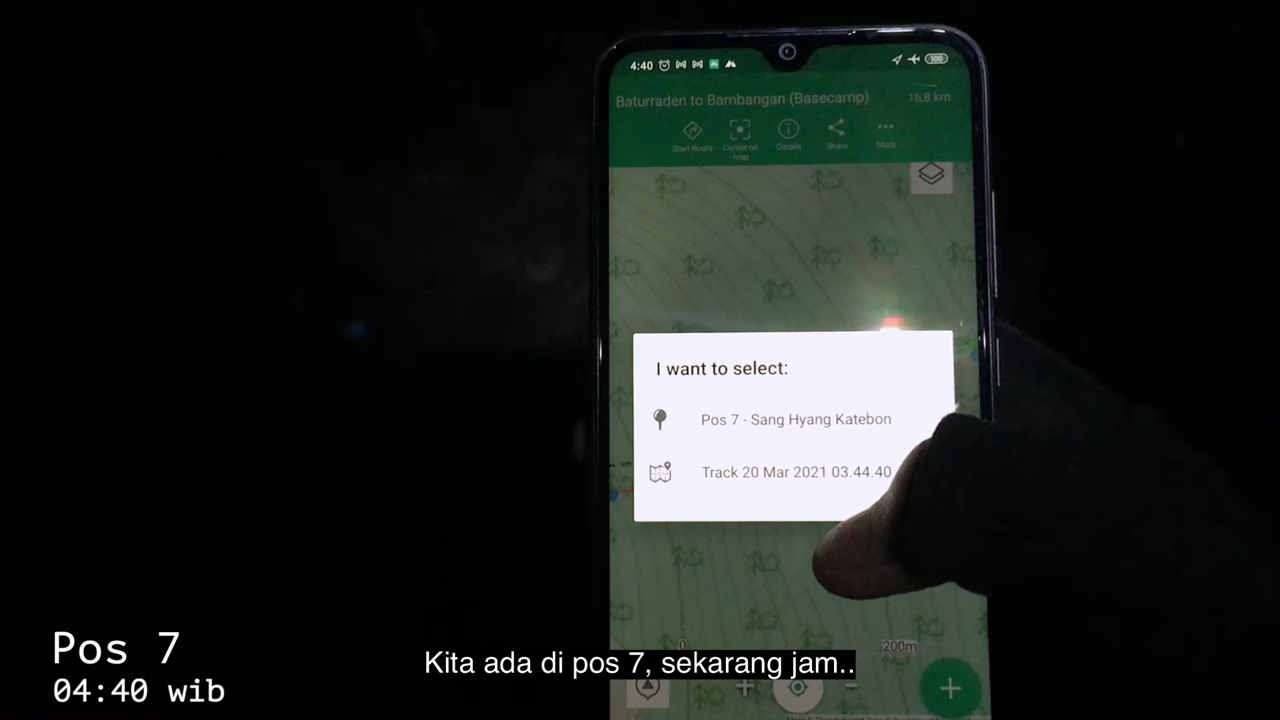 4:40
100
Baturraden to Bambangan (Basecamp)
16,8 km
Start Route
Center on map
Details
Share
More
I want to select:
Pos 7 - Sang Hyang Katebon
Track 20 Mar 2021 03.44.40
0
200m
Pos 7
04:40 wib
Kita ada di pos 7, sekarang jam..